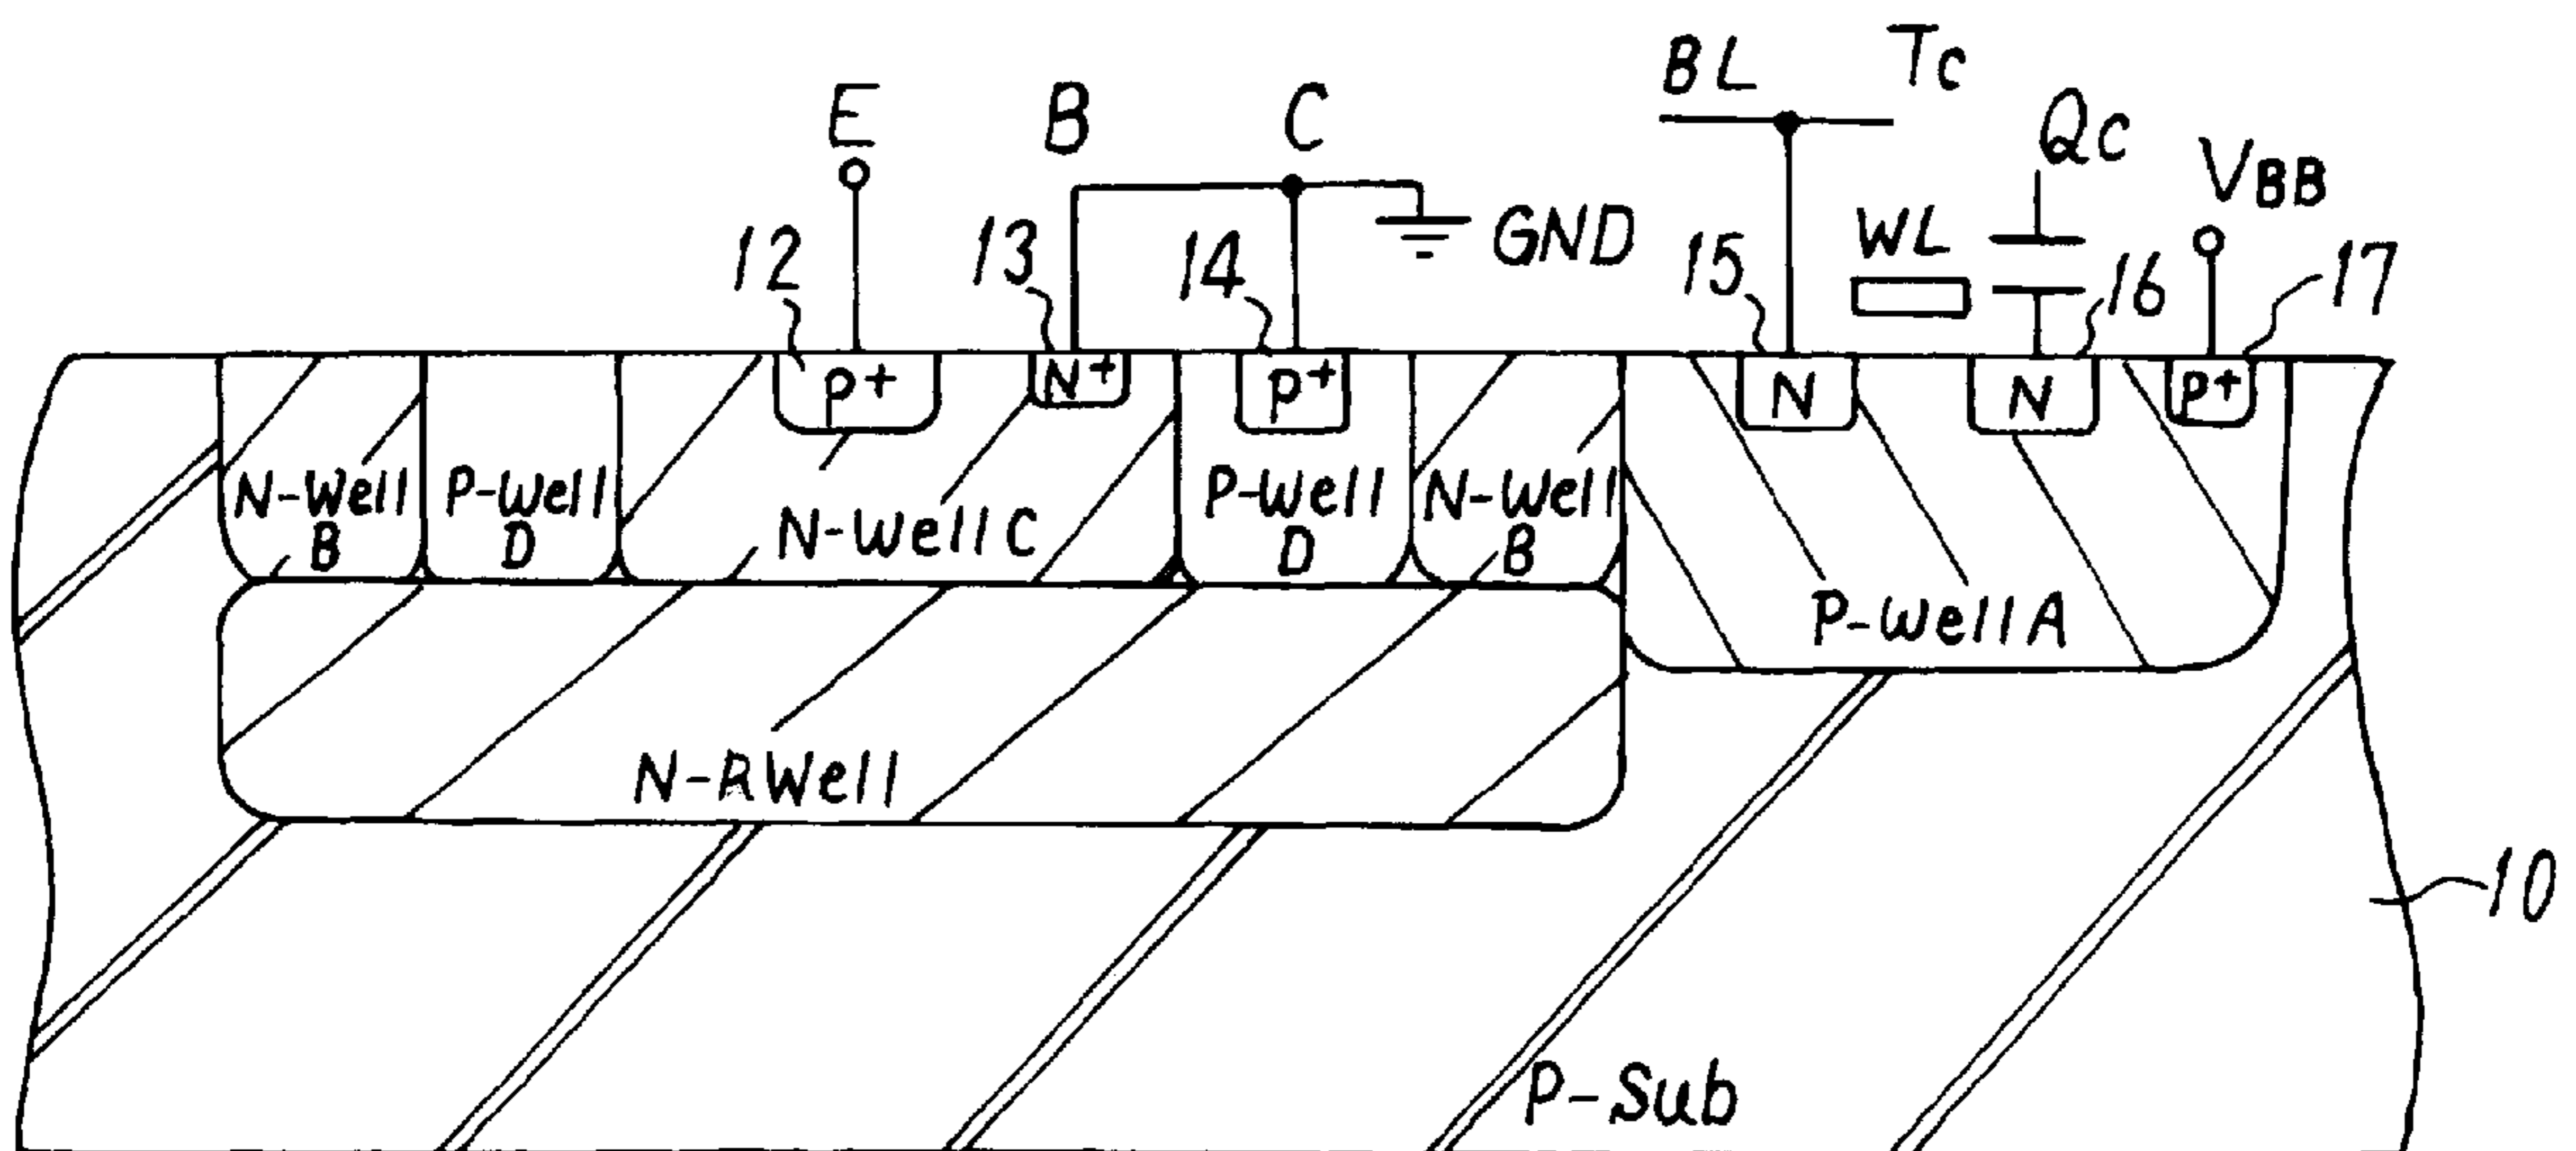 BL
Tc
E
B
C
Qc
VBB
12
13
14
GND
15
WL
16
17
P+
N+
P+
N
N
P+
N-Well
B
P-Well
D
N-Well C
P-Well
D
N-Well
B
P-Well A
N-RWell
10
P-Sub